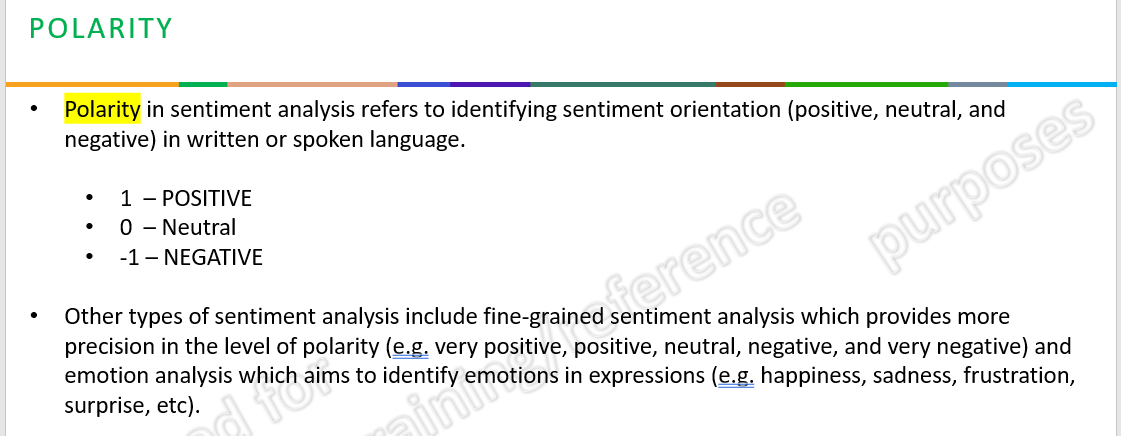 POLARITY
• Polarity in sentiment analysis refers to identifying sentiment orientation (positive, neutral, and
negative) in written or spoken language.
• 1 – POSITIVE
• 0 – Neutral
• -1 – NEGATIVE
• Other types of sentiment analysis include fine-grained sentiment analysis which provides more
precision in the level of polarity (e.g. very positive, positive, neutral, negative, and very negative) and
emotion analysis which aims to identify emotions in expressions (e.g. happiness, sadness, frustration,
surprise, etc).
for
reference
purposes